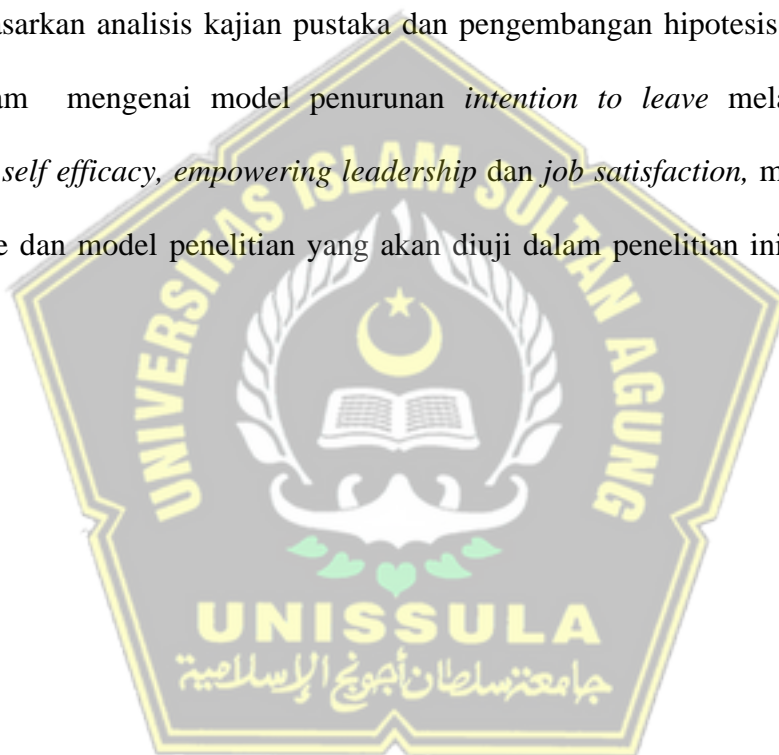 asarkan analisis kajian pustaka dan pengembangan hipotesis
am mengenai model penurunan intention to leave mela
self efficacy, empowering leadership dan job satisfaction, m
e dan model penelitian yang akan diuji dalam penelitian ini
UNIVERSITAS ISLAM SULTAN AGUNG
UNISSULA
جامعة سلطان أجونج الإسلامية